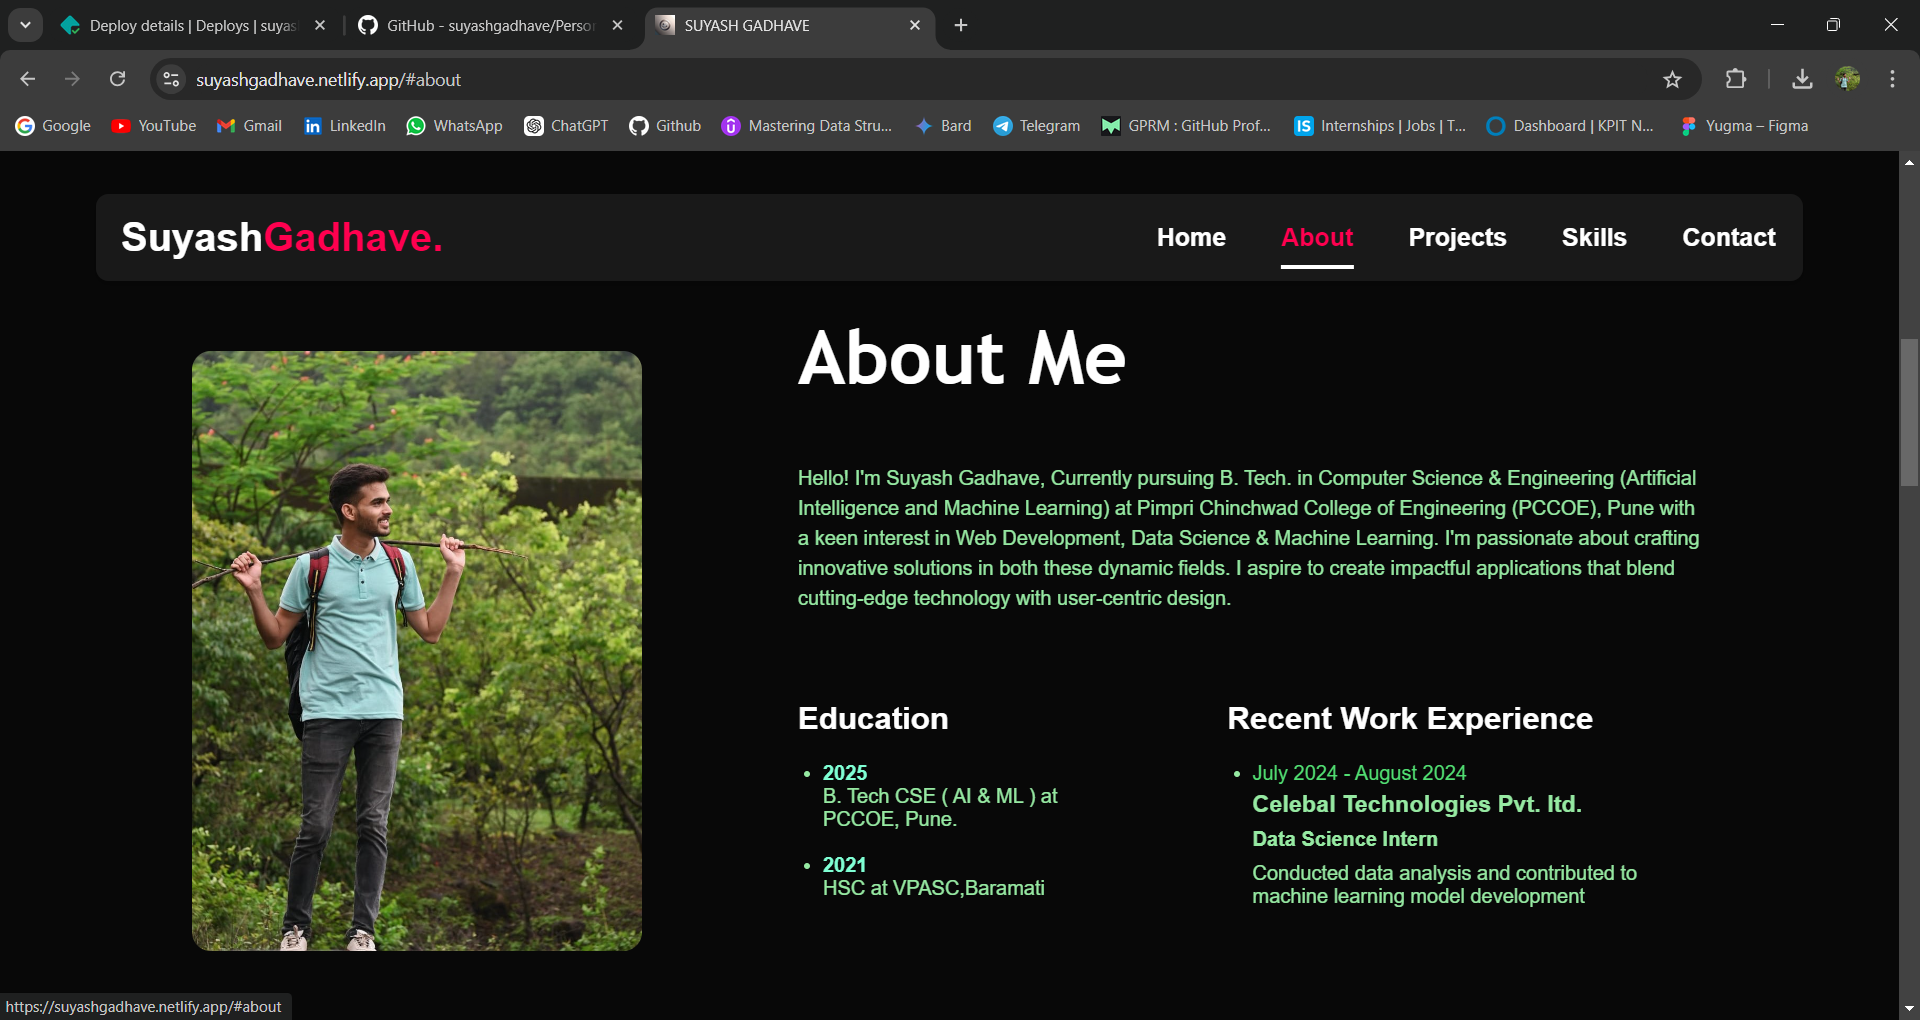 Deploy details | Deploys | suyas
GitHub - suyashgadhave/Perso
SUYASH GADHAVE
suyashgadhave.netlify.app/#about
Google YouTube Gmail LinkedIn WhatsApp ChatGPT Github Mastering Data Stru... Bard Telegram GPRM : GitHub Prof... Internships | Jobs | T... Dashboard | KPIT N... Yugma – Figma
SuyashGadhave.
Home About Projects Skills Contact
About Me
Hello! I'm Suyash Gadhave, Currently pursuing B. Tech. in Computer Science & Engineering (Artificial
Intelligence and Machine Learning) at Pimpri Chinchwad College of Engineering (PCCOE), Pune with
a keen interest in Web Development, Data Science & Machine Learning. I'm passionate about crafting
innovative solutions in both these dynamic fields. I aspire to create impactful applications that blend
cutting-edge technology with user-centric design.
Education
• 2025
B. Tech CSE ( AI & ML ) at
PCCOE, Pune.
• 2021
HSC at VPASC,Baramati
Recent Work Experience
• July 2024 - August 2024
Celebal Technologies Pvt. ltd.
Data Science Intern
Conducted data analysis and contributed to
machine learning model development
https://suyashgadhave.netlify.app/#about